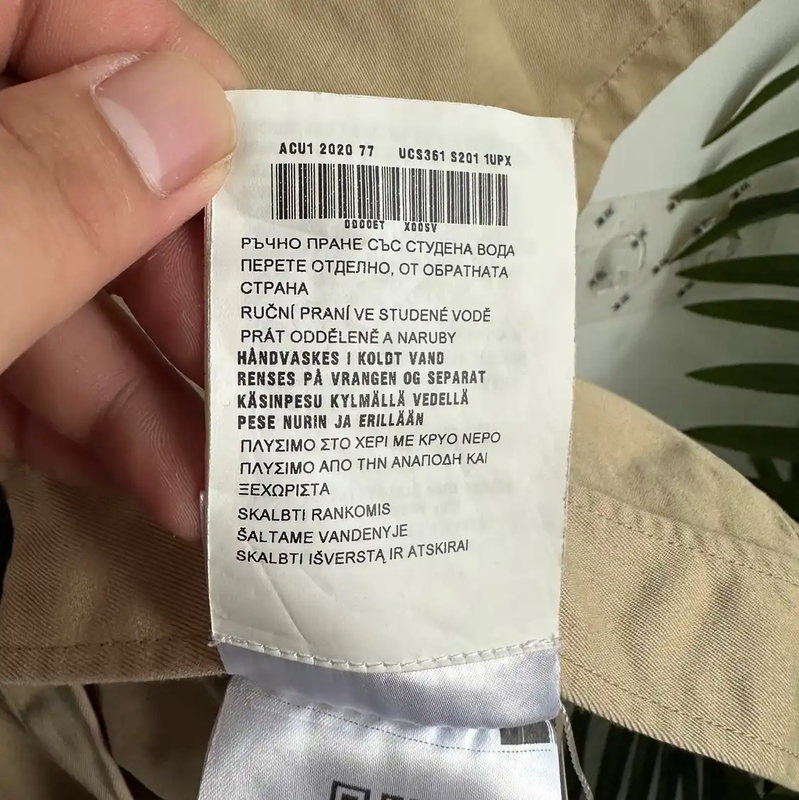 ACU1 2020 77 UCS361 S201 1UPX
000OET X00SV
РЪЧНО ПРАНЕ СЪС СТУДЕНА ВОДА
ПЕРЕТЕ ОТДЕЛНО, ОТ ОБРАТНАТА
СТРАНА
RUČNÍ PRANÍ VE STUDENÉ VODĚ
PRÁT ODDĚLENĚ A NARUBY
HÅNDVASKES I KOLDT VAND
RENSES PÅ VRANGEN OG SEPARAT
KÄSINPESU KYLMÄLLÄ VEDELLÄ
PESE NURIN JA ERILLÄÄN
ΠΛΥΣΙΜΟ ΣΤΟ ΧΕΡΙ ΜΕ ΚΡΥΟ ΝΕΡΟ
ΠΛΥΣΙΜΟ ΑΠΟ ΤΗΝ ΑΝΑΠΟΔΗ ΚΑΙ
ΞΕΧΩΡΙΣΤΑ
SKALBTI RANKOMIS
ŠALTAME VANDENYJE
SKALBTI IŠVERSTĄ IR ATSKIRAI